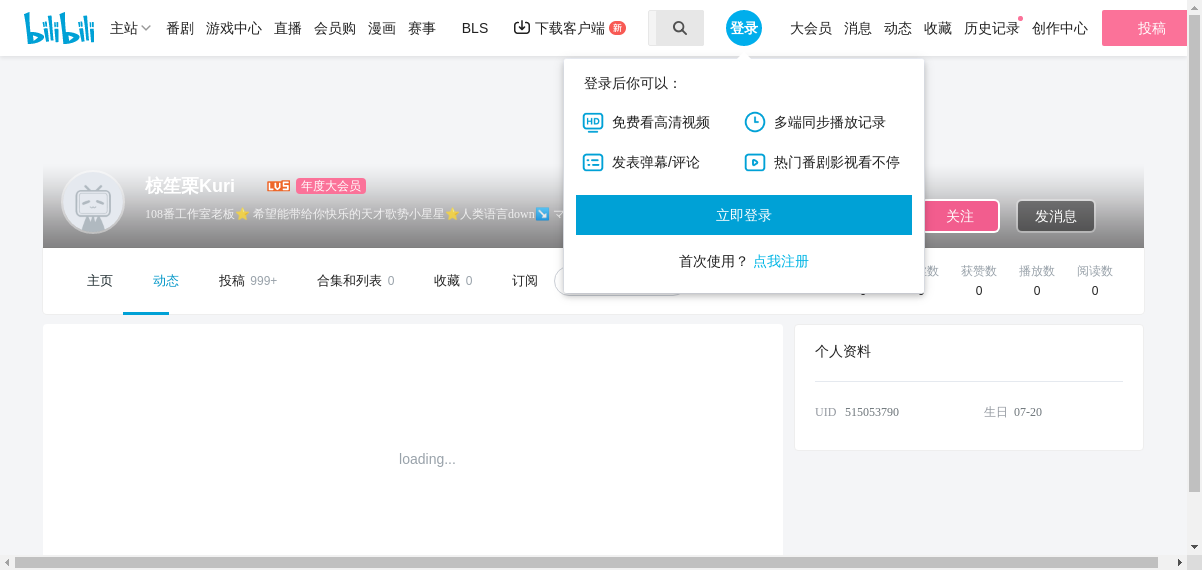 bilibili 主站 番剧 游戏中心 直播 会员购 漫画 赛事 BLS 下载客户端 新 登录 大会员 消息 动态 收藏 历史记录 创作中心 投稿
登录后你可以：
HD 免费看高清视频 多端同步播放记录
发表弹幕/评论 热门番剧影视看不停
立即登录
首次使用？ 点我注册
椋笙栗Kuri LV5 年度大会员
108番工作室老板⭐ 希望能带给你快乐的天才歌势小星星⭐人类语言down↘
关注 发消息
主页 动态 投稿 999+ 合集和列表 0 收藏 0 订阅
数 获赞数 播放数 阅读数
0 0 0
loading...
个人资料
UID 515053790 生日 07-20